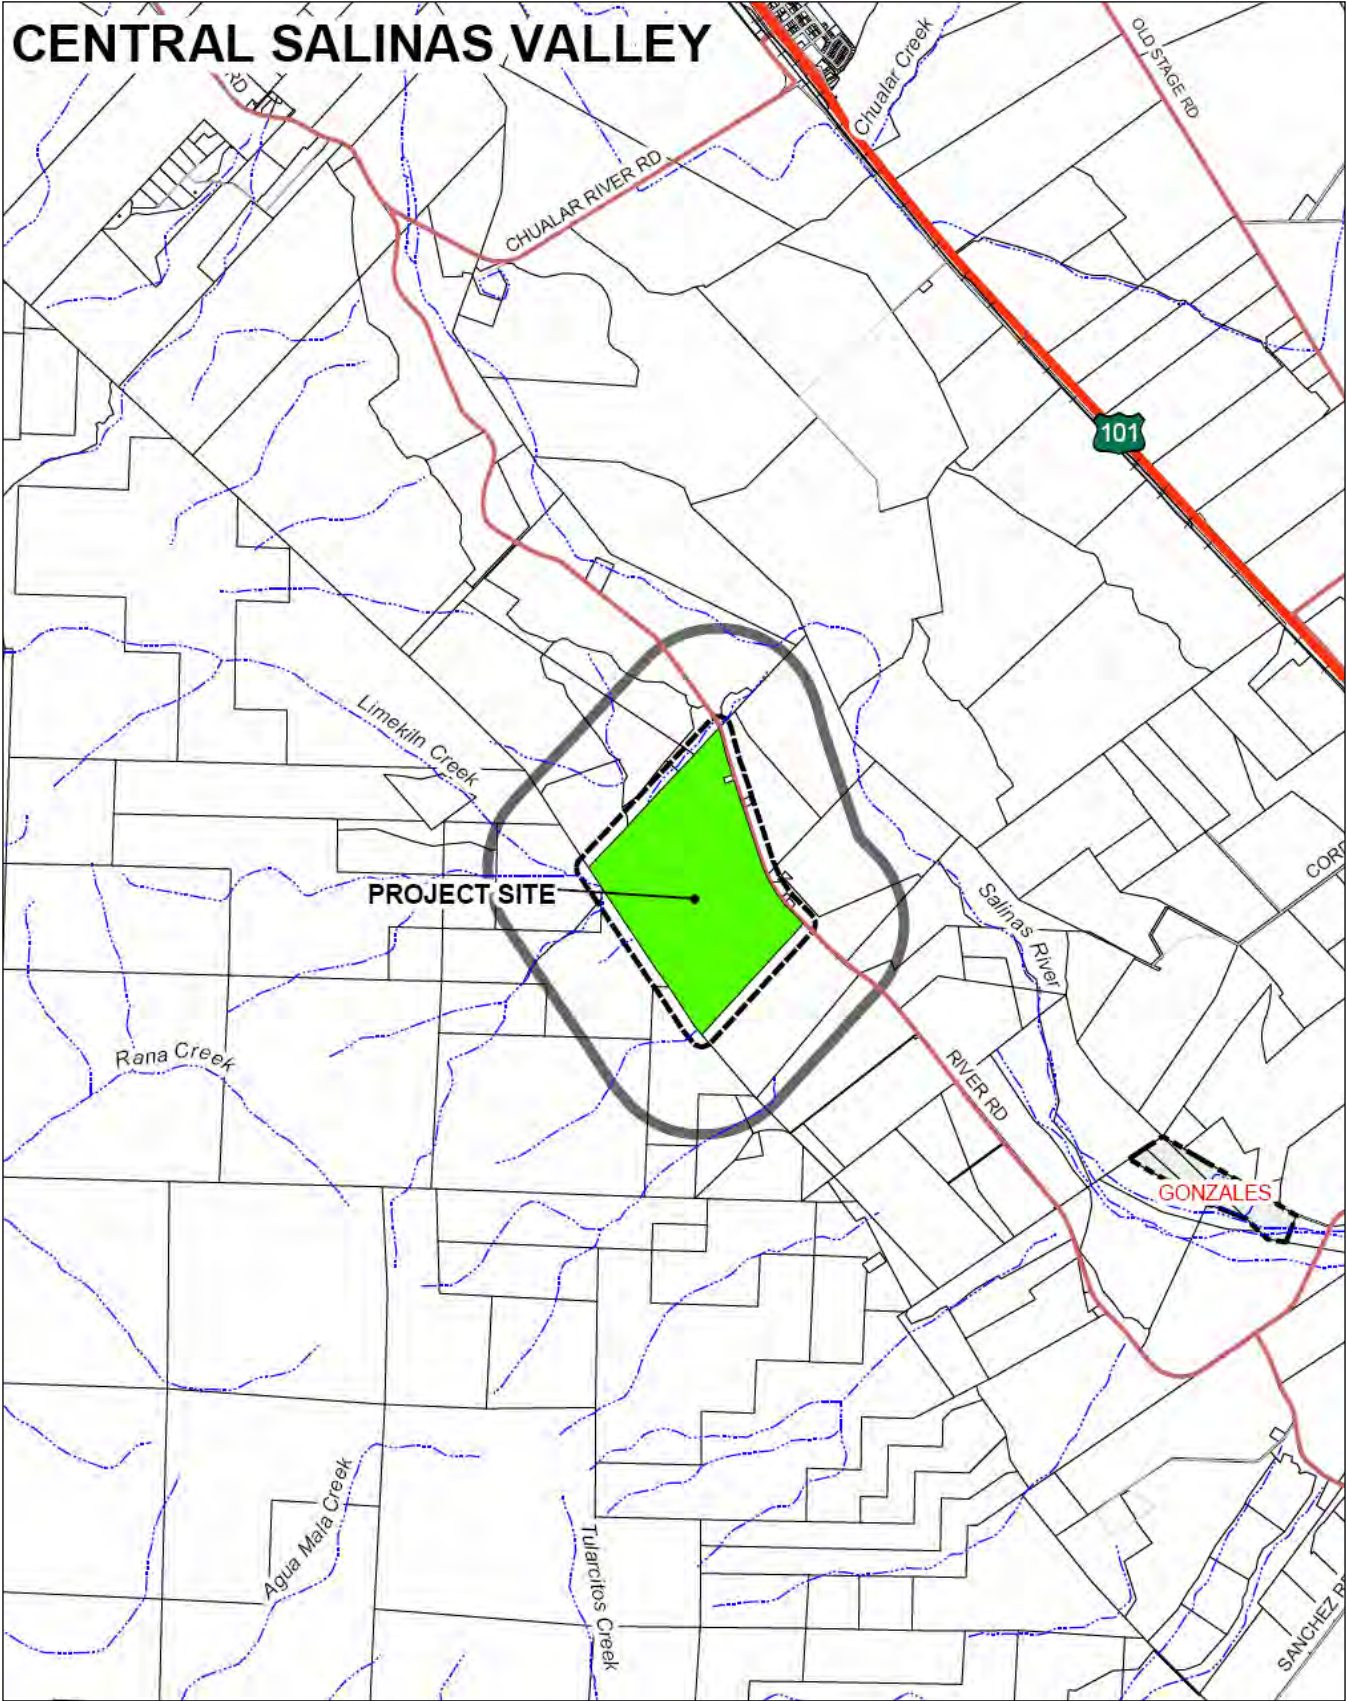 CENTRAL SALINAS VALLEY
RD
Chualar Creek
OLD STAGE RD
CHUALAR RIVER RD
101
Limekiln Creek
PROJECT SITE
Salinas River
Rana Creek
RIVER RD
GONZALES
Agua Mala Creek
Tularcitos Creek